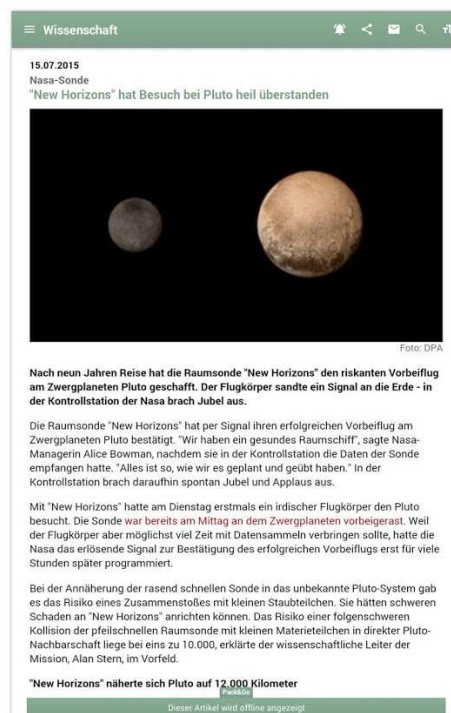 Wissenschaft
15.07.2015
Nasa-Sonde
"New Horizons" hat Besuch bei Pluto heil überstanden
Foto: DPA
Nach neun Jahren Reise hat die Raumsonde "New Horizons" den riskanten Vorbeiflug
am Zwergplaneten Pluto geschafft. Der Flugkörper sandte ein Signal an die Erde - in
der Kontrollstation der Nasa brach Jubel aus.
Die Raumsonde "New Horizons" hat per Signal ihren erfolgreichen Vorbeiflug am
Zwergplaneten Pluto bestätigt. "Wir haben ein gesundes Raumschiff", sagte Nasa-
Managerin Alice Bowman, nachdem sie in der Kontrollstation die Daten der Sonde
empfangen hatte. "Alles ist so, wie wir es geplant und geübt haben." In der
Kontrollstation brach daraufhin spontan Jubel und Applaus aus.
Mit "New Horizons" hatte am Dienstag erstmals ein irdischer Flugkörper den Pluto
besucht. Die Sonde war bereits am Mittag an dem Zwergplaneten vorbeigerast. Weil
der Flugkörper aber möglichst viel Zeit mit Datensammeln verbringen sollte, hatte die
Nasa das erlösende Signal zur Bestätigung des erfolgreichen Vorbeiflugs erst für viele
Stunden später programmiert.
Bei der Annäherung der rasend schnellen Sonde in das unbekannte Pluto-System gab
es das Risiko eines Zusammenstoßes mit kleinen Staubteilchen. Sie hätten schweren
Schaden an "New Horizons" anrichten können. Das Risiko einer folgenschweren
Kollision der pfeilschnellen Raumsonde mit kleinen Materieteilchen in direkter Pluto-
Nachbarschaft liege bei eins zu 10.000, erklärte der wissenschaftliche Leiter der
Mission, Alan Stern, im Vorfeld.
"New Horizons" näherte sich Pluto auf 12.000 Kilometer
Pack&Go
Dieser Artikel wird offline angezeigt